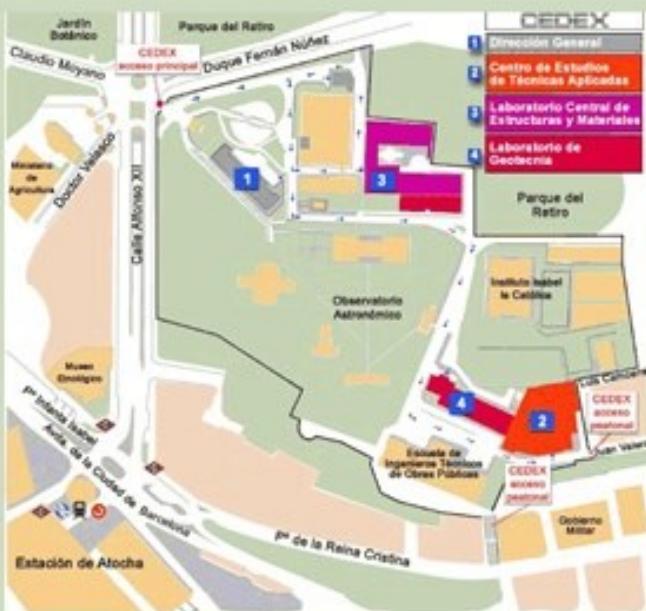 Jardín
Botánico
Parque del Retiro
Claudio Moyano
CEDEX
acceso principal
Duque Fernán Núñez
CEDEX
1 Dirección General
2 Centro de Estudios
de Técnicas Aplicadas
3 Laboratorio Central de
Estructuras y Materiales
4 Laboratorio de
Geotecnia
Ministerio
de
Agricultura
Doctor Velasco
Calle Alfonso XII
1
3
Parque del
Retiro
Observatorio
Astronómico
Instituto Isabel
la Católica
Museo
Etnológico
Pº Infanta Isabel
Avda. de la Ciudad de Barcelona
4
2
CEDEX
acceso
peatonal
Escuela de
Ingenieros Técnicos
de Obras Públicas
CEDEX
acceso
peatonal
Pº de la Reina Cristina
Gobierno
Militar
Estación de Atocha